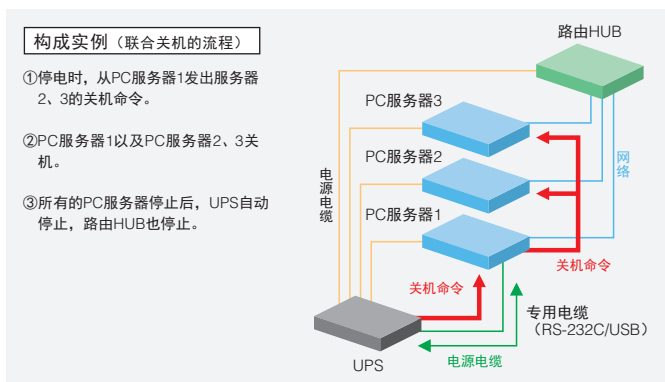 构成实例（联合关机的流程）
①停电时，从PC服务器1发出服务器
2、3的关机命令。
②PC服务器1以及PC服务器2、3关
机。
③所有的PC服务器停止后，UPS自动
停止，路由HUB也停止。
路由HUB
PC服务器3
PC服务器2
PC服务器1
电源电缆
网络
关机命令
关机命令
专用电缆
（RS-232C/USB）
电源电缆
UPS